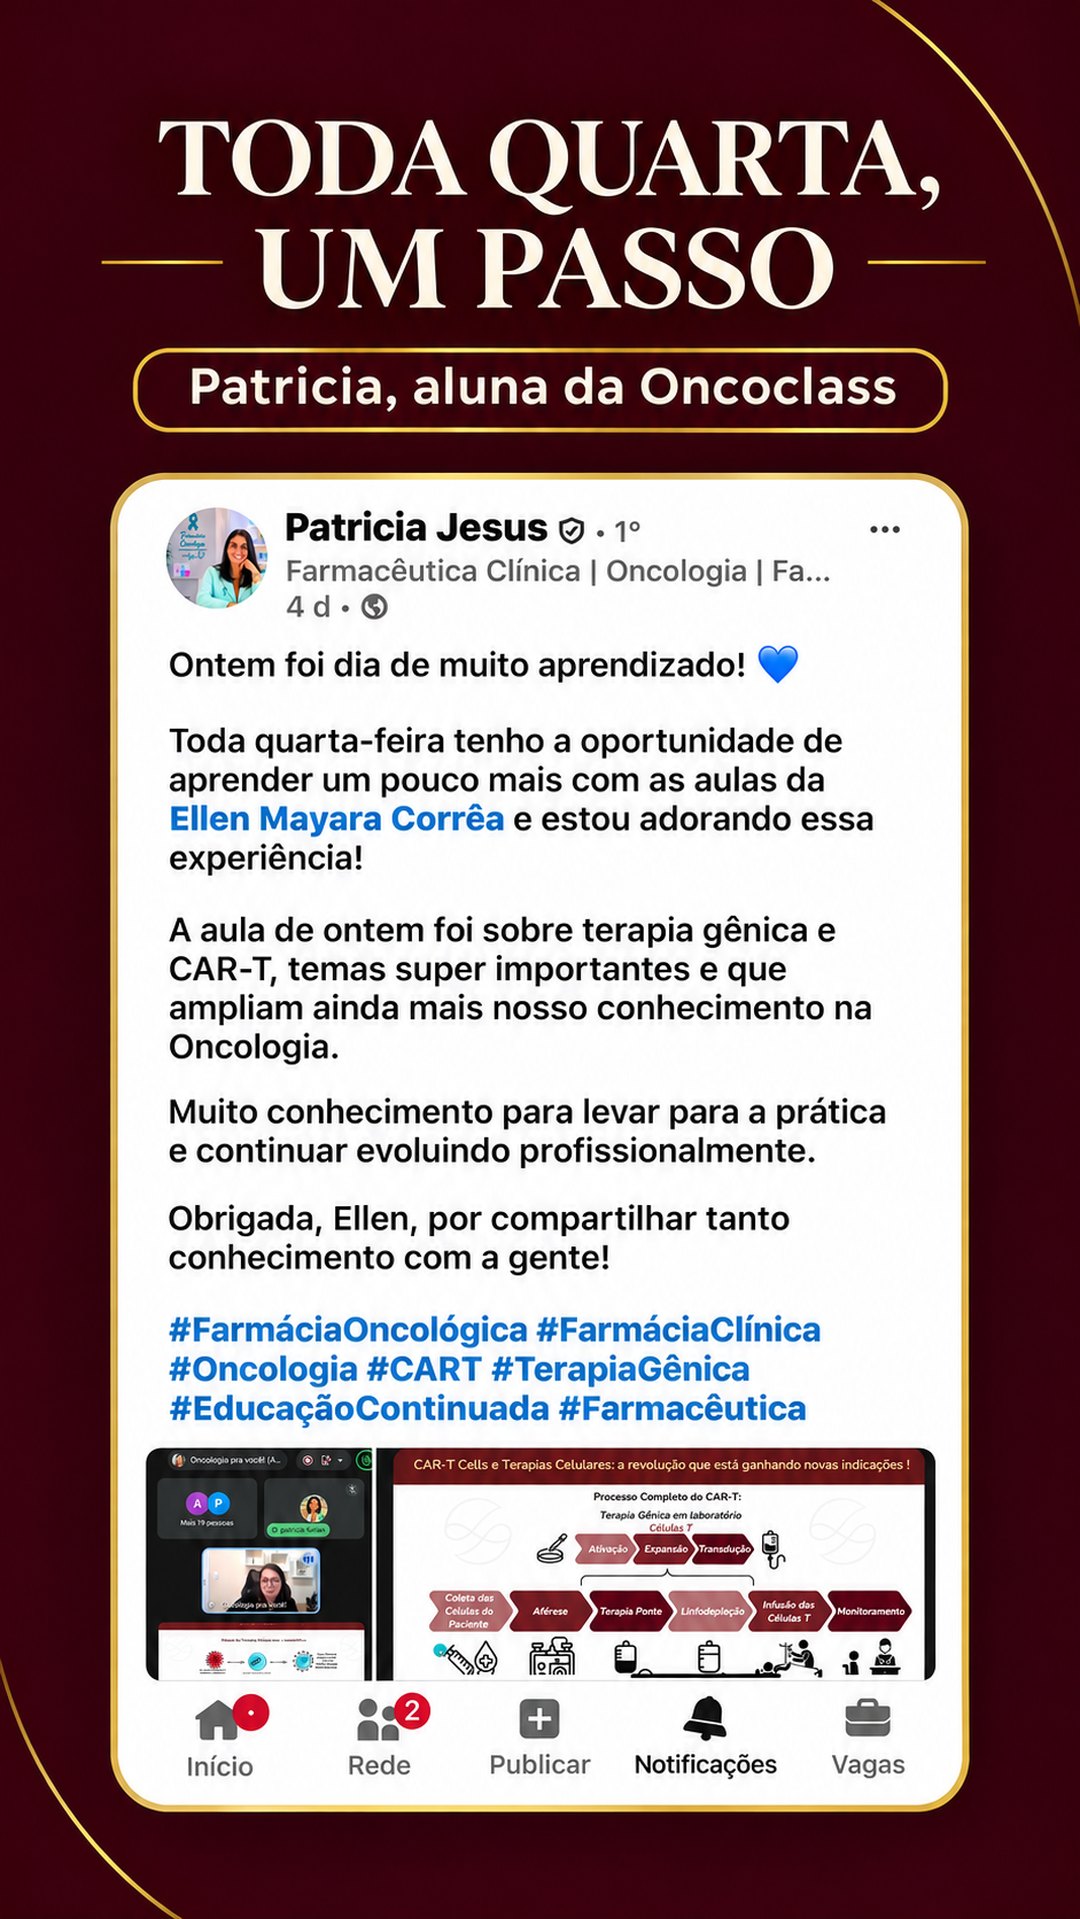 TODA QUARTA,
UM PASSO
Patricia, aluna da Oncoclass
Patricia Jesus • 1º
Farmacêutica Clínica | Oncologia | Fa...
4 d •
Ontem foi dia de muito aprendizado! 💙
Toda quarta-feira tenho a oportunidade de
aprender um pouco mais com as aulas da
Ellen Mayara Corrêa e estou adorando essa
experiência!
A aula de ontem foi sobre terapia gênica e
CAR-T, temas super importantes e que
ampliam ainda mais nosso conhecimento na
Oncologia.
Muito conhecimento para levar para a prática
e continuar evoluindo profissionalmente.
Obrigada, Ellen, por compartilhar tanto
conhecimento com a gente!
#FarmáciaOncológica #FarmáciaClínica
#Oncologia #CART #TerapiaGênica
#EducaçãoContinuada #Farmacêutica
Oncologia pra você! (A...
A P
Mais 19 pessoas
CAR-T Cells e Terapias Celulares: a revolução que está ganhando novas indicações !
Processo Completo do CAR-T:
Terapia Gênica em laboratório
Células T
Ativação Expansão Transdução
Coleta das Celulas do Paciente
Aférese
Terapia Ponte
Linfodepleção
Infusão das Células T
Monitoramento
2
Início Rede Publicar Notificações Vagas